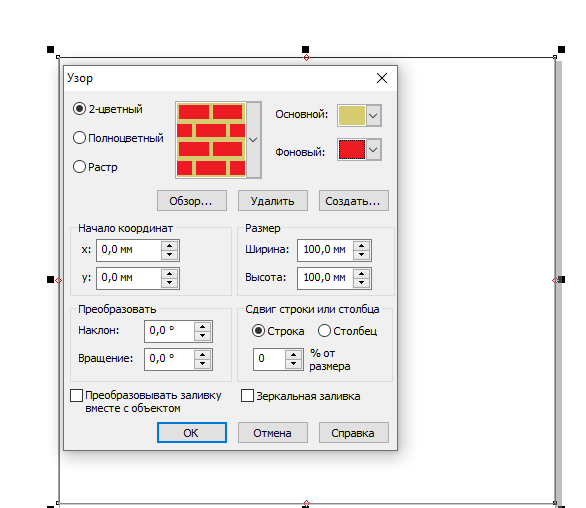 Узор
2-цветный
Полноцветный
Растр
Основной:
Фоновый:
Обзор...
Удалить
Создать...
Начало координат
x: 0,0 мм
y: 0,0 мм
Размер
Ширина: 100,0 мм
Высота: 100,0 мм
Преобразовать
Наклон: 0,0 °
Вращение: 0,0 °
Сдвиг строки или столбца
Строка
Столбец
0 % от
размера
Преобразовывать заливку
вместе с объектом
Зеркальная заливка
ОК
Отмена
Справка